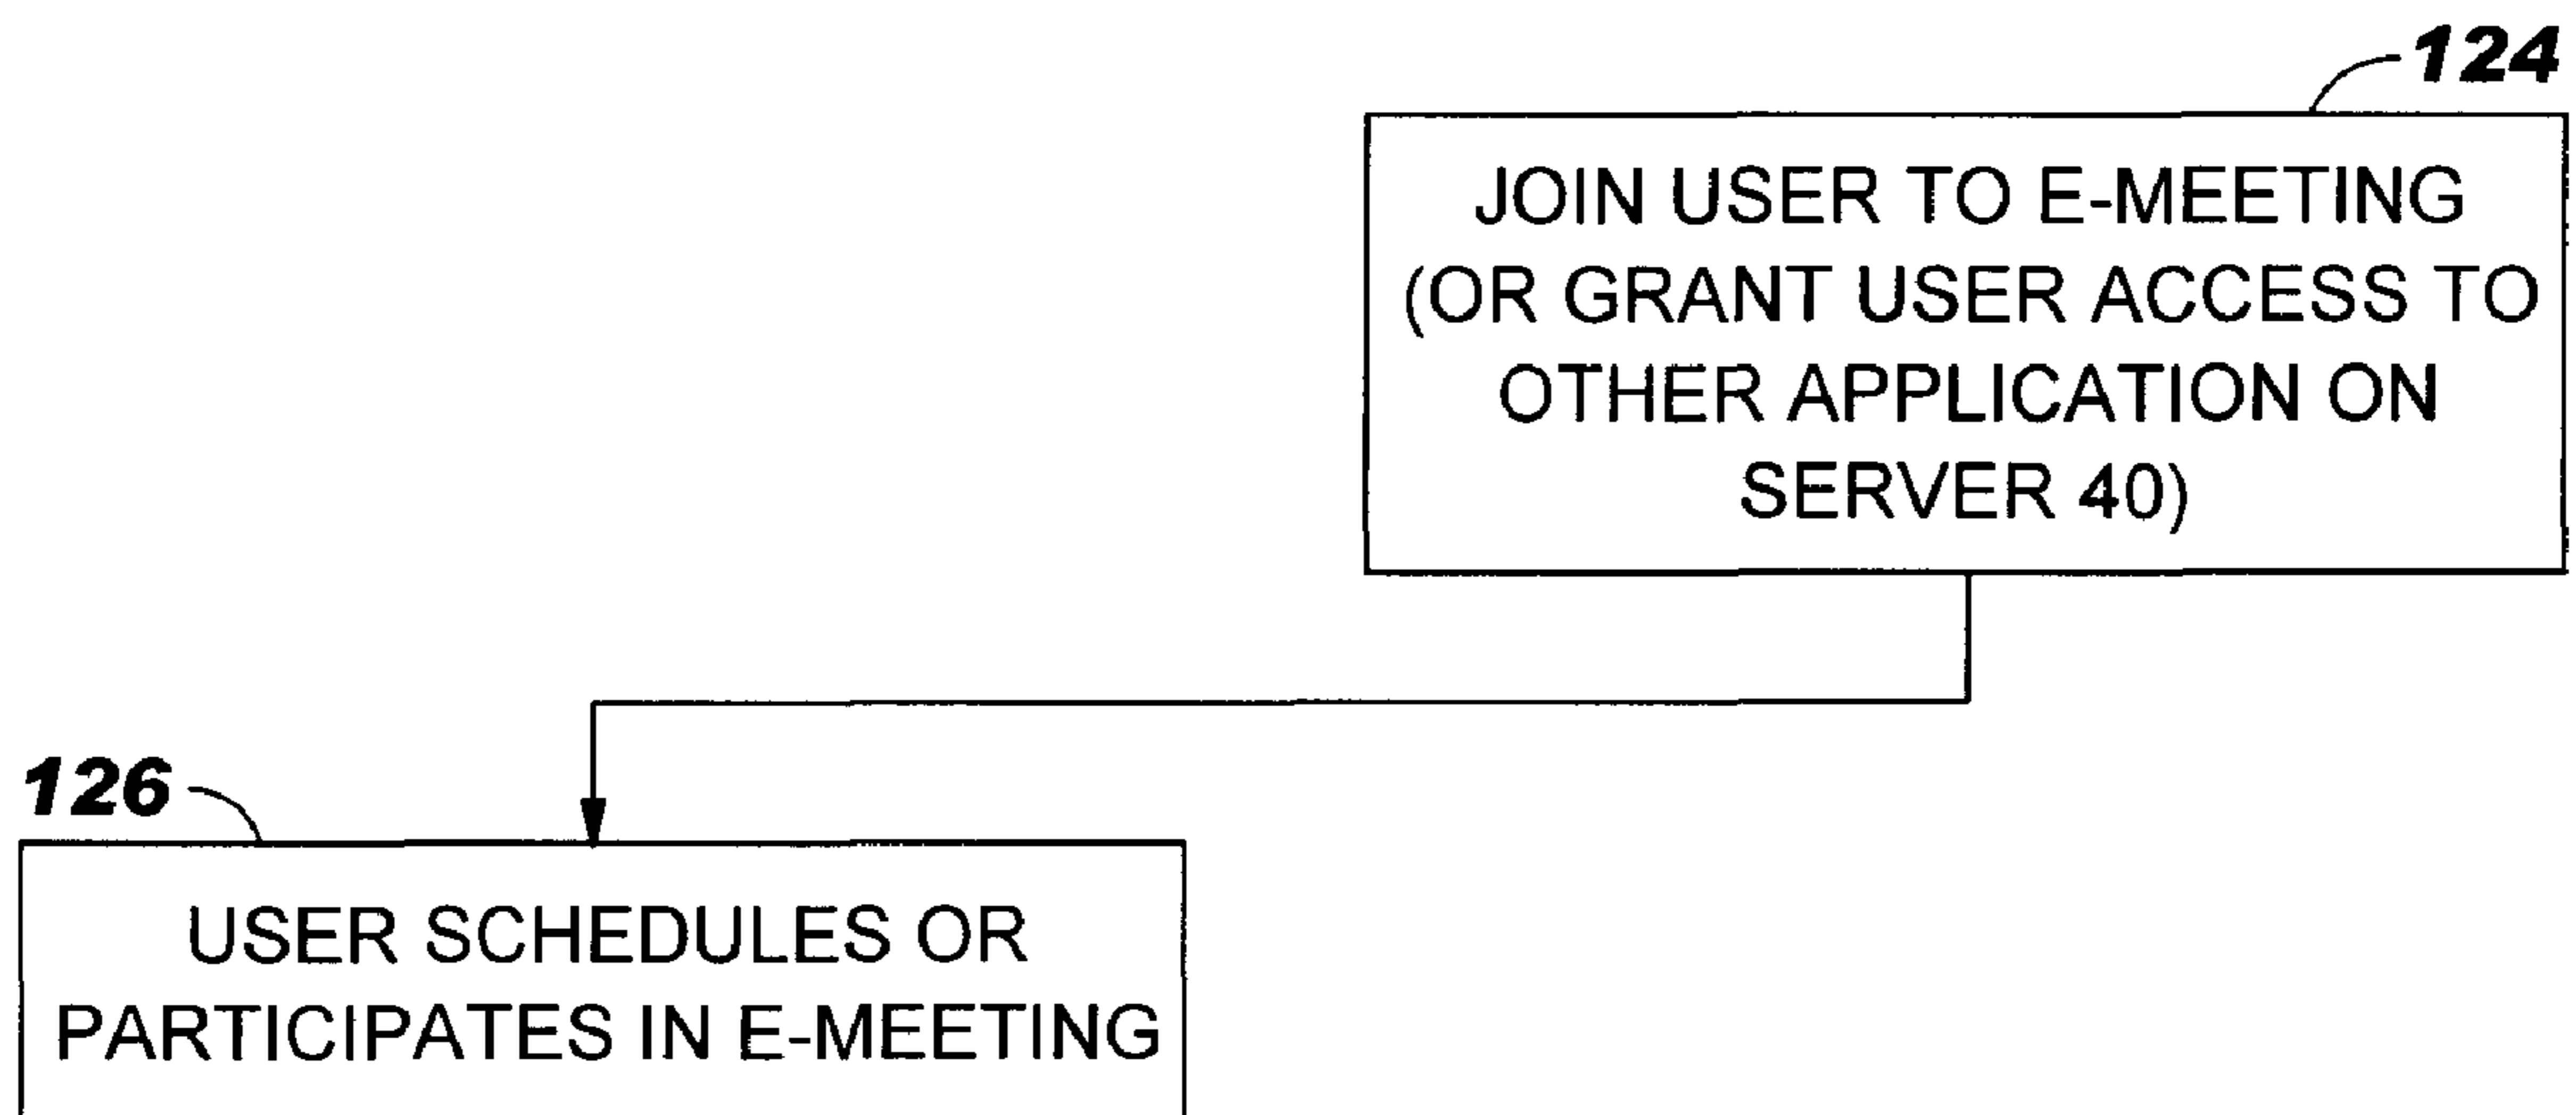 124
JOIN USER TO E-MEETING
(OR GRANT USER ACCESS TO
OTHER APPLICATION ON
SERVER 40)
126
USER SCHEDULES OR
PARTICIPATES IN E-MEETING